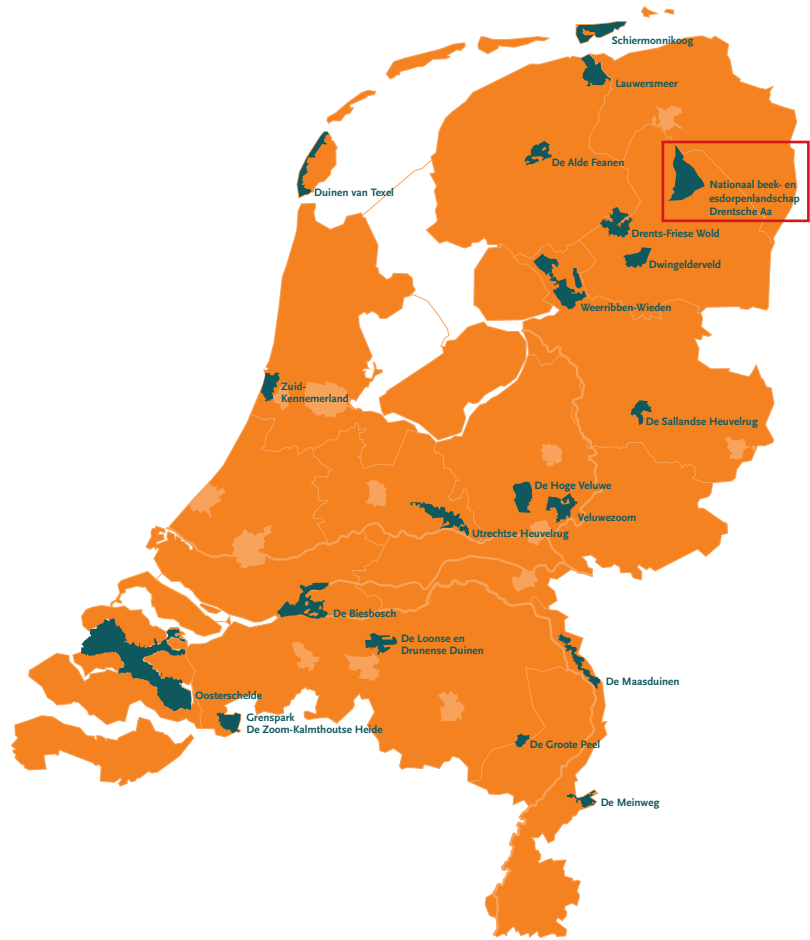 Schiermonnikoog
Lauwersmeer
De Alde Feanen
Nationaal beek- en
esdorpenlandschap
Drentsche Aa
Duinen van Texel
Drents-Friese Wold
Dwingelderveld
Weerribben-Wieden
Zuid-
Kennemerland
De Sallandse Heuvelrug
De Hoge Veluwe
Veluwezoom
Utrechtse Heuvelrug
De Biesbosch
De Loonse en
Drunense Duinen
De Maasduinen
Oosterschelde
Grenspark
De Zoom-Kalmthoutse Heide
De Groote Peel
De Meinweg